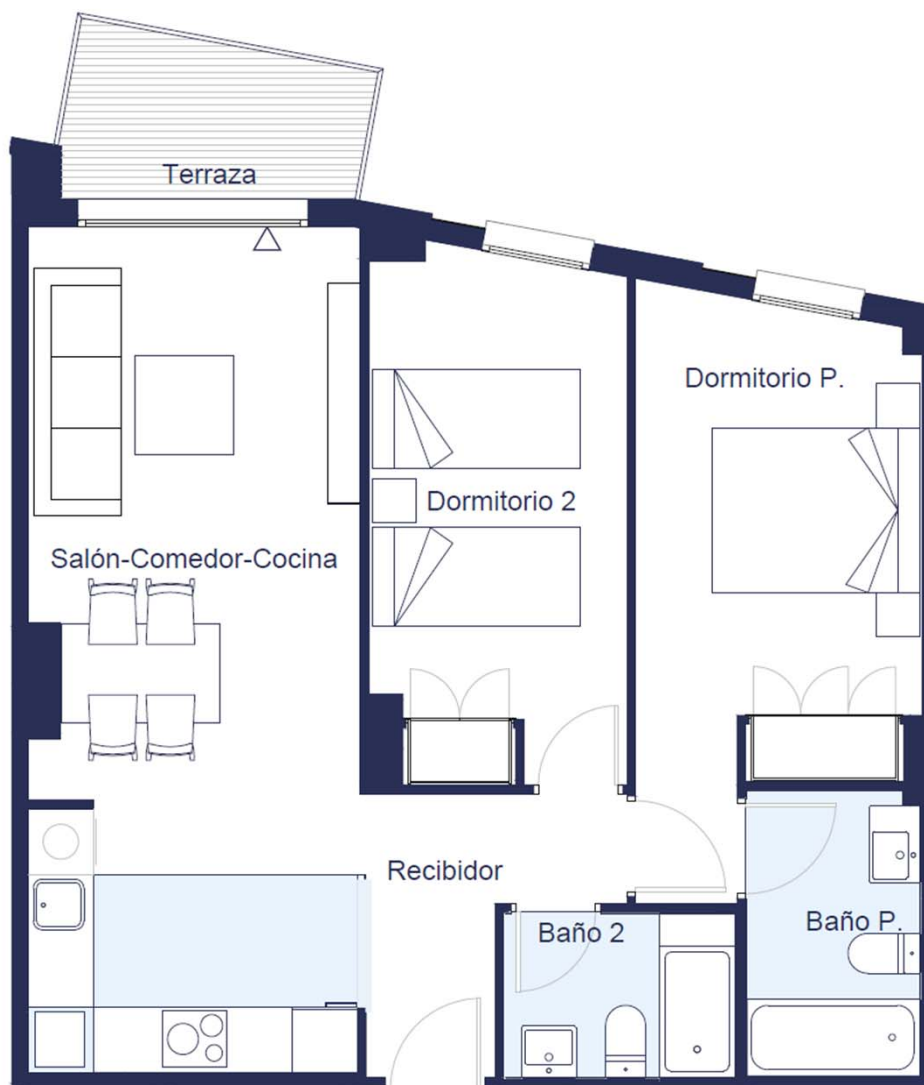 Terraza
Dormitorio P.
Dormitorio 2
Salón-Comedor-Cocina
Recibidor
Baño 2
Baño P.